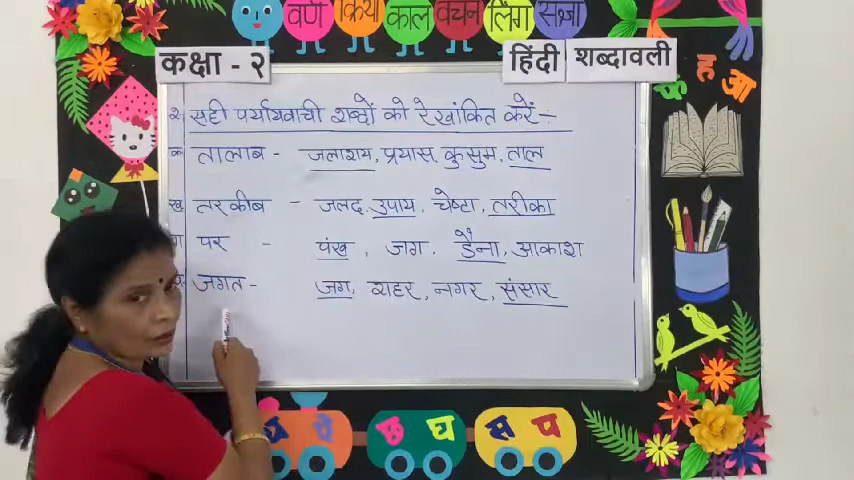 वर्ण क्रिया काल वचन लिंग संज्ञा
कक्षा - २
हिंदी शब्दावली
२. सही पर्यायवाची शब्दों को रेखांकित करें:-
क तालाब - जलाशय, प्रयास, कुसुम, ताल
ख तरकीब - जलद, उपाय, चेष्टा, तरीका
ग पर - पंख, जग, डैना, आकाश
जगत - जग, शहर, नगर, संसार
ह आ
छ घ स प